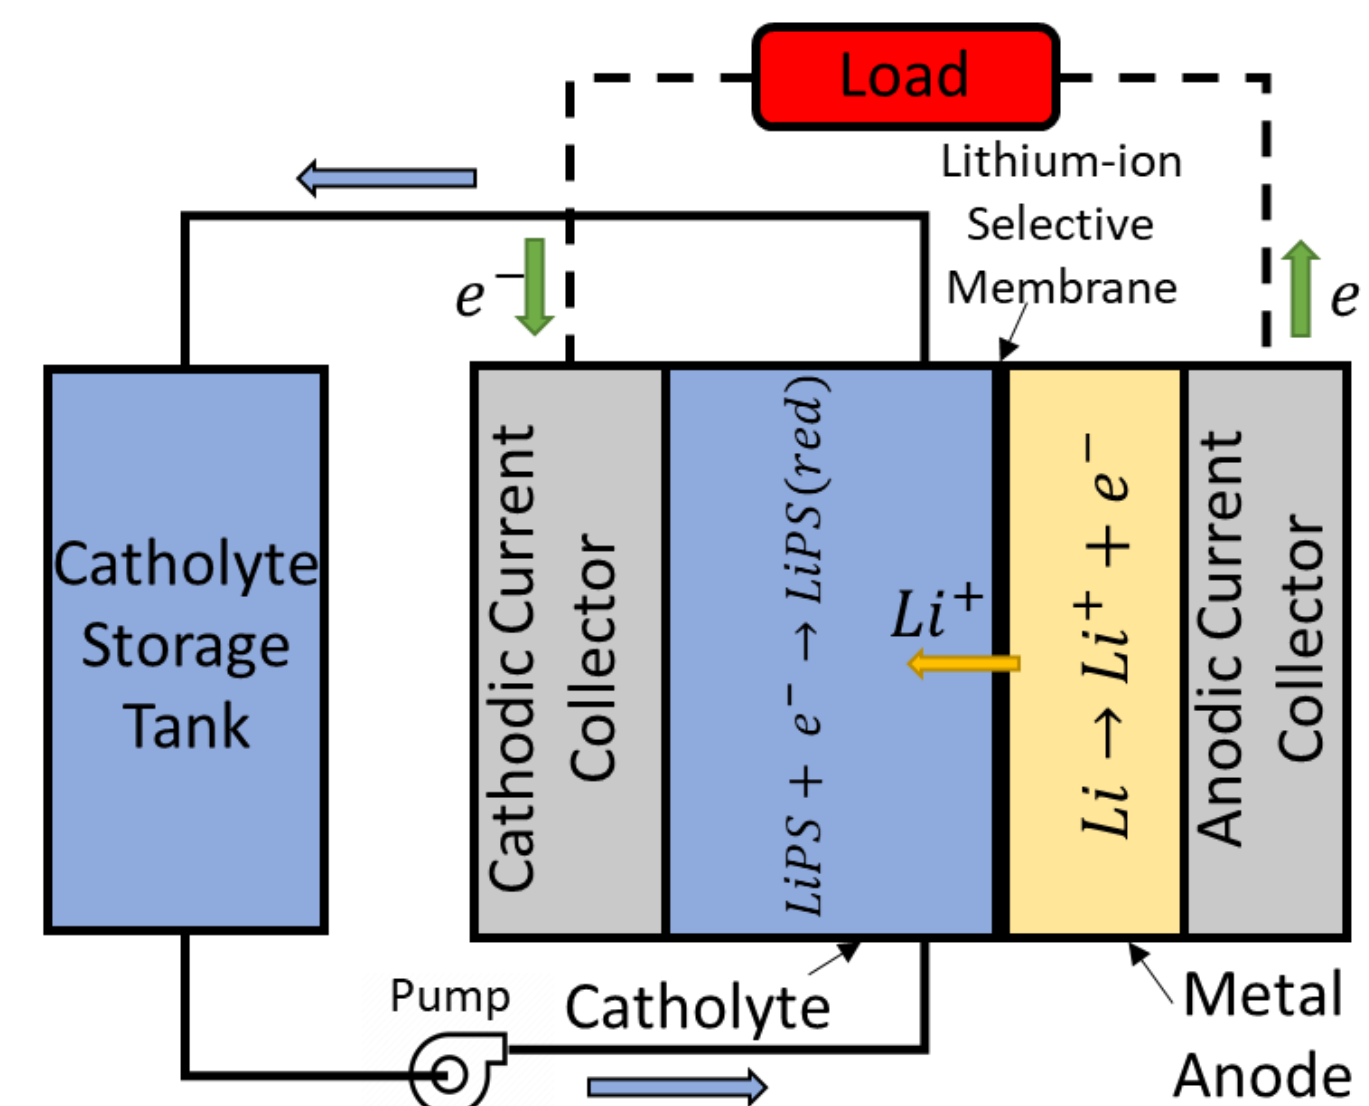 Load
Lithium-ion
Selective
Membrane
e⁻
e
Catholyte
Storage
Tank
Cathodic Current
Collector
LiPS + e⁻ → LiPS(red)
Li⁺
Li → Li⁺ + e⁻
Anodic Current
Collector
Pump
Catholyte
Metal
Anode